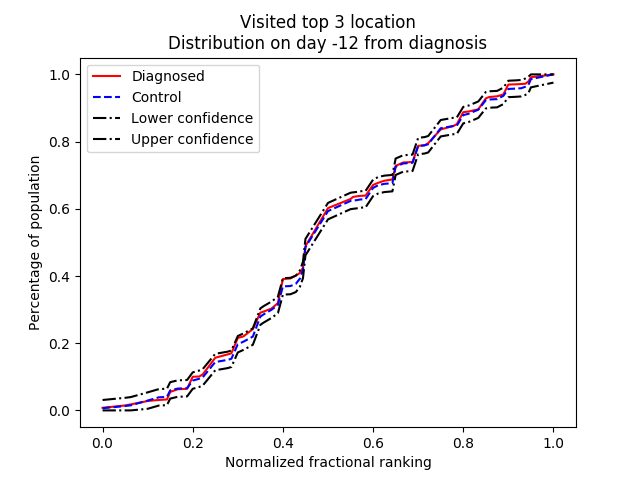 Visited top 3 location
Distribution on day -12 from diagnosis
Diagnosed
Control
Lower confidence
Upper confidence
Percentage of population
1.0
0.8
0.6
0.4
0.2
0.0
0.0 0.2 0.4 0.6 0.8 1.0
Normalized fractional ranking